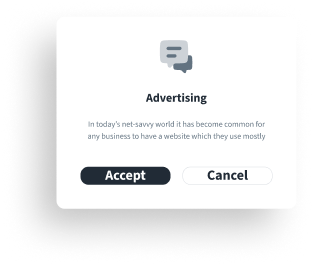 Advertising
In today's net-savvy world it has become common for
any business to have a website which they use mostly
Accept
Cancel